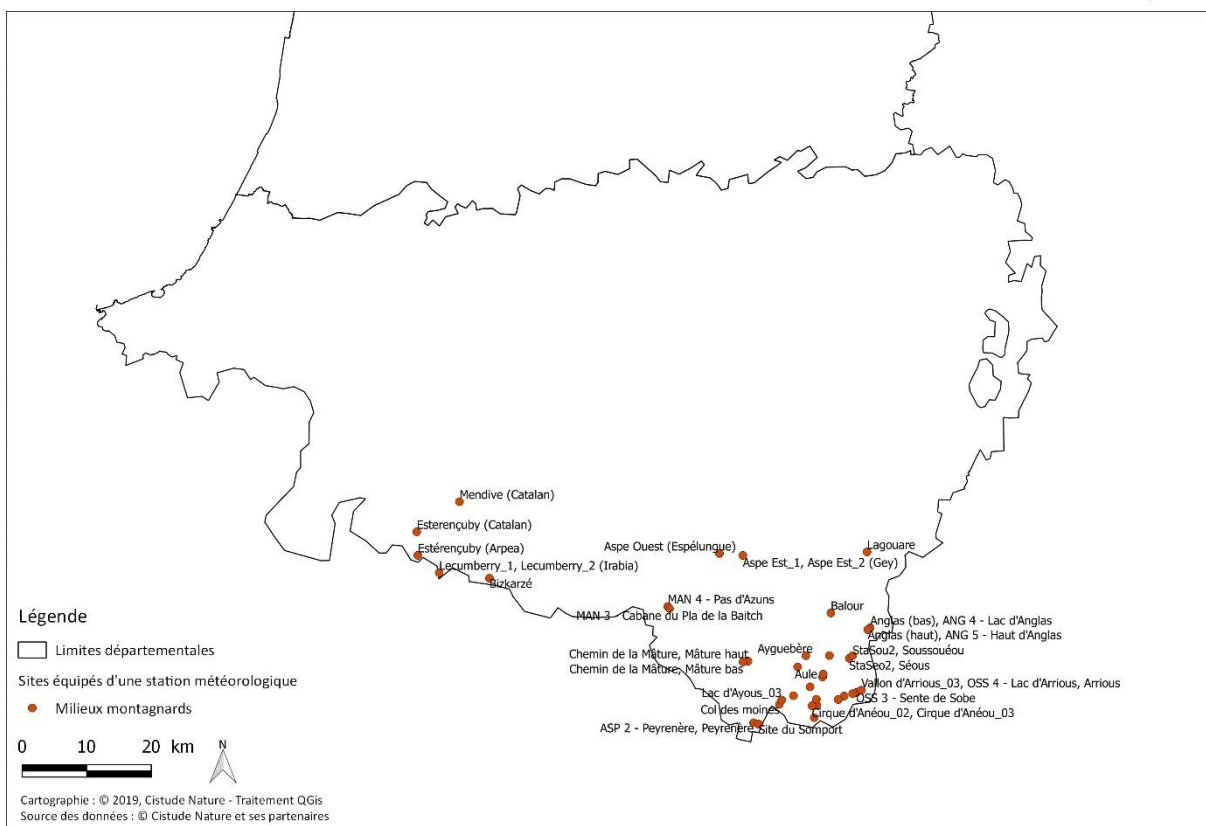 Mendive (Catalan)
Esterençuby (Catalan)
Estérençuby (Arpea)
Lecumberry_1, Lecumberry_2 (Irabia)
Bizkarzé
Aspe Ouest (Espélungue)
Aspe Est_1, Aspe Est_2 (Gey)
Lagouare
MAN 4 - Pas d'Azuns
MAN 3 - Cabane du Pla de la Baitch
Balour
Anglas (bas), ANG 4 - Lac d'Anglas
Anglas (haut), ANG 5 - Haut d'Anglas
Ayguebère
StaSou2, Soussouéou
StaSeo2, Séous
Chemin de la Mâture, Mâture haut
Chemin de la Mâture, Mâture bas
Aule
Vallon d'Arrious_03, OSS 4 - Lac d'Arrious, Arrious
OSS 3 - Sente de Sobe
Lac d'Ayous_03
Col des moines
Cirque d'Anéou_02, Cirque d'Anéou_03
ASP 2 - Peyrenère, Peyrenère
Site du Somport
Légende
Limites départementales
Sites équipés d'une station météorologique
Milieux montagnards
0 10 20 km
N
Cartographie : © 2019, Cistude Nature - Traitement QGis
Source des données : © Cistude Nature et ses partenaires